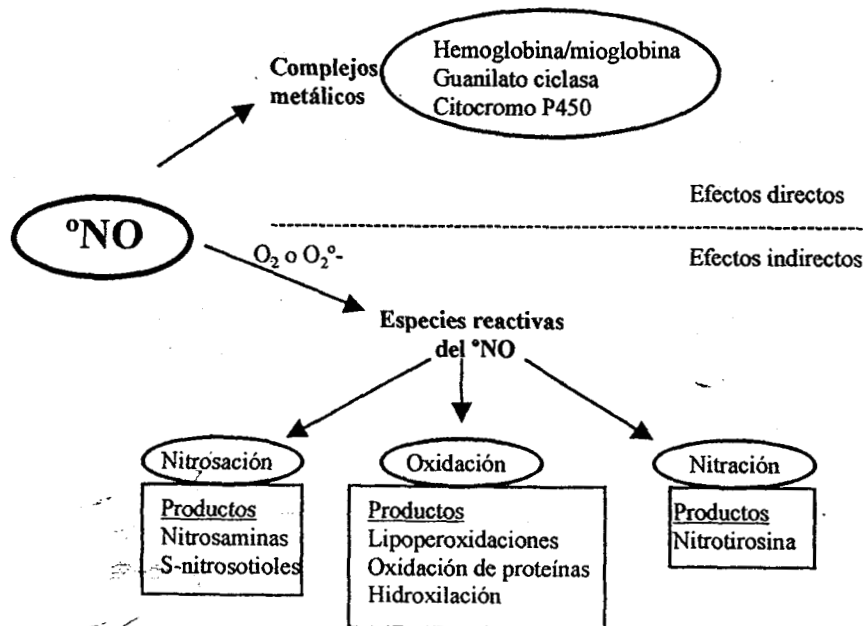 Complejos
metálicos
Hemoglobina/mioglobina
Guanilato ciclasa
Citocromo P450
Efectos directos
°NO
O₂ o O₂°-
Efectos indirectos
Especies reactivas
del °NO
Nitrosación
Productos
Nitrosaminas
S-nitrosotioles
Oxidación
Productos
Lipoperoxidaciones
Oxidación de proteínas
Hidroxilación
Nitración
Productos
Nitrotirosina